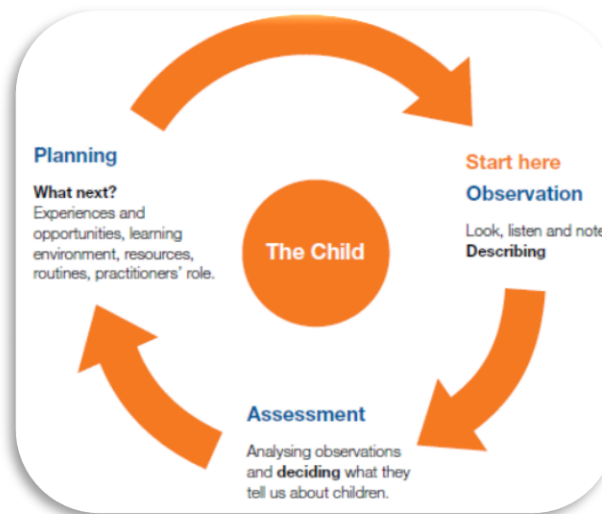 Planning
What next?
Experiences and
opportunities, learning
environment, resources,
routines, practitioners' role.
The Child
Start here
Observation
Look, listen and note
Describing
Assessment
Analysing observations
and deciding what they
tell us about children.